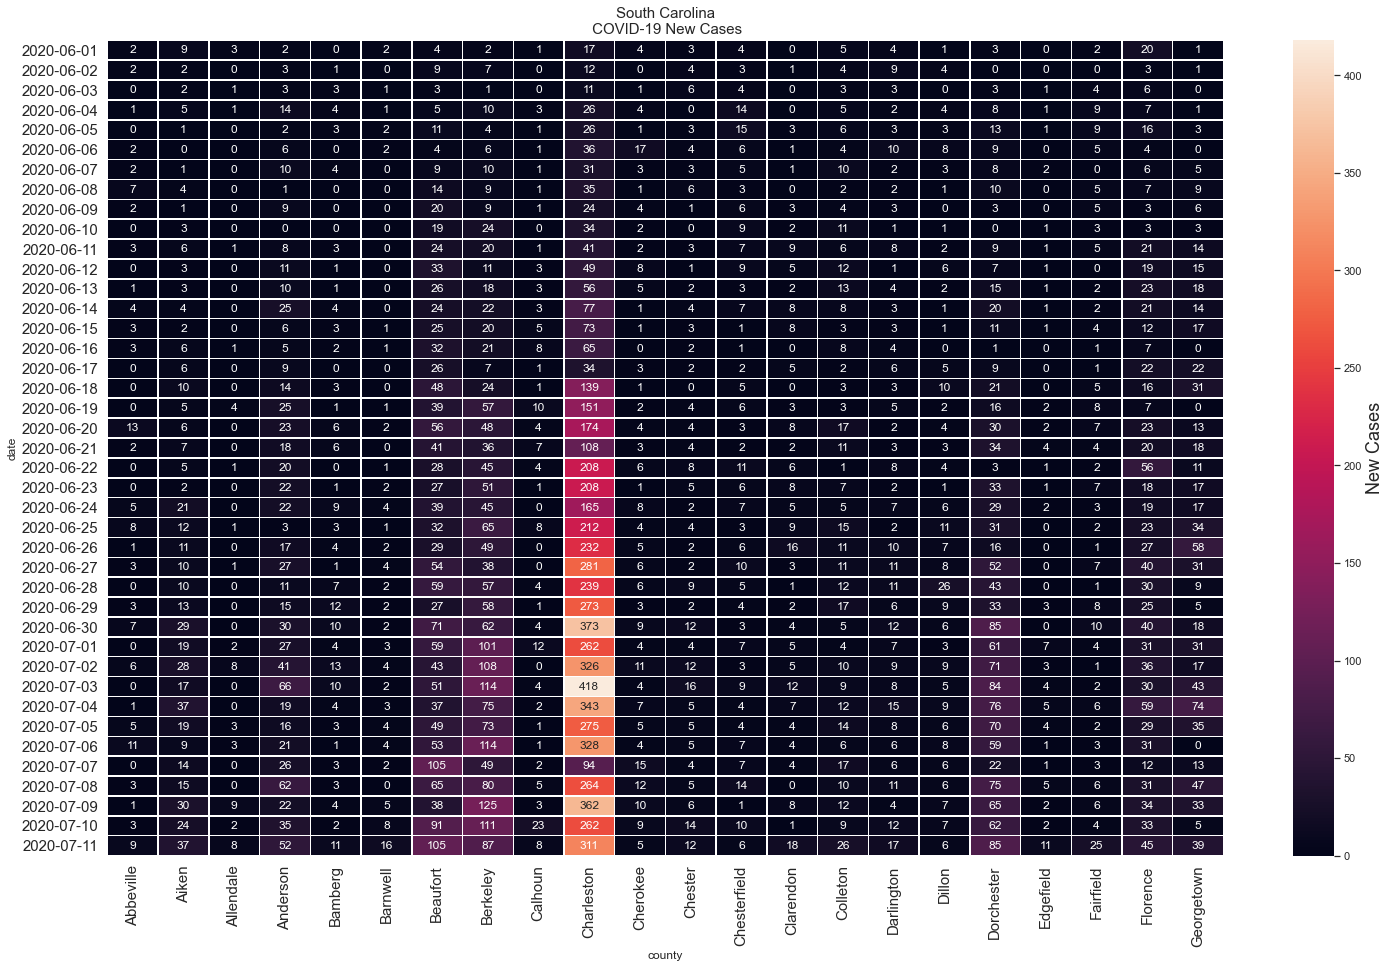 South Carolina
COVID-19 New Cases
2020-06-01 2 9 3 2 0 2 4 2 1 17 4 3 4 0 5 4 1 3 0 2 20 1
2020-06-02 2 2 0 3 1 0 9 7 0 12 0 4 3 1 4 9 4 0 0 0 3 1
2020-06-03 0 2 1 3 3 1 3 1 0 11 1 6 4 0 3 3 0 3 1 4 6 0
2020-06-04 1 5 1 14 4 1 5 10 3 26 4 0 14 0 5 2 4 8 1 9 7 1
2020-06-05 0 1 0 2 3 2 11 4 1 26 1 3 15 3 6 3 3 13 1 9 16 3
2020-06-06 2 0 0 6 0 2 4 6 1 36 17 4 6 1 4 10 8 9 0 5 4 0
2020-06-07 2 1 0 10 4 0 9 10 1 31 3 3 5 1 10 2 3 8 2 0 6 5
2020-06-08 7 4 0 1 0 0 14 9 1 35 1 6 3 0 2 2 1 10 0 5 7 9
2020-06-09 2 1 0 9 0 0 20 9 1 24 4 1 6 3 4 3 0 3 0 5 3 6
2020-06-10 0 3 0 0 0 0 19 24 0 34 2 0 9 2 11 1 1 0 1 3 3 3
2020-06-11 3 6 1 8 3 0 24 20 1 41 2 3 7 9 6 8 2 9 1 5 21 14
2020-06-12 0 3 0 11 1 0 33 11 3 49 8 1 9 5 12 1 6 7 1 0 19 15
2020-06-13 1 3 0 10 1 0 26 18 3 56 5 2 3 2 13 4 2 15 1 2 23 18
2020-06-14 4 4 0 25 4 0 24 22 3 77 1 4 7 8 8 3 1 20 1 2 21 14
2020-06-15 3 2 0 6 3 1 25 20 5 73 1 3 1 8 3 3 1 11 1 4 12 17
2020-06-16 3 6 1 5 2 1 32 21 8 65 0 2 1 0 8 4 0 1 0 1 7 0
2020-06-17 0 6 0 9 0 0 26 7 1 34 3 2 2 5 2 6 5 9 0 1 22 22
2020-06-18 0 10 0 14 3 0 48 24 1 139 1 0 5 0 3 3 10 21 0 5 16 31
2020-06-19 0 5 4 25 1 1 39 57 10 151 2 4 6 3 3 5 2 16 2 8 7 0
2020-06-20 13 6 0 23 6 2 56 48 4 174 4 4 3 8 17 2 4 30 2 7 23 13
2020-06-21 2 7 0 18 6 0 41 36 7 108 3 4 2 2 11 3 3 34 4 4 20 18
2020-06-22 0 5 1 20 0 1 28 45 4 208 6 8 11 6 1 8 4 3 1 2 56 11
2020-06-23 0 2 0 22 1 2 27 51 1 208 1 5 6 8 7 2 1 33 1 7 18 17
2020-06-24 5 21 0 22 9 4 39 45 0 165 8 2 7 5 5 7 6 29 2 3 19 17
2020-06-25 8 12 1 3 3 1 32 65 8 212 4 4 3 9 15 2 11 31 0 2 23 34
2020-06-26 1 11 0 17 4 2 29 49 0 232 5 2 6 16 11 10 7 16 0 1 27 58
2020-06-27 3 10 1 27 1 4 54 38 0 281 6 2 10 3 11 11 8 52 0 7 40 31
2020-06-28 0 10 0 11 7 2 59 57 4 239 6 9 5 1 12 11 26 43 0 1 30 9
2020-06-29 3 13 0 15 12 2 27 58 1 273 3 2 4 2 17 6 9 33 3 8 25 5
2020-06-30 7 29 0 30 10 2 71 62 4 373 9 12 3 4 5 12 6 85 0 10 40 18
2020-07-01 0 19 2 27 4 3 59 101 12 262 4 4 7 5 4 7 3 61 7 4 31 31
2020-07-02 6 28 8 41 13 4 43 108 0 326 11 12 3 5 10 9 9 71 3 1 36 17
2020-07-03 0 17 0 66 10 2 51 114 4 418 4 16 9 12 9 8 5 84 4 2 30 43
2020-07-04 1 37 0 19 4 3 37 75 2 343 7 5 4 7 12 15 9 76 5 6 59 74
2020-07-05 5 19 3 16 3 4 49 73 1 275 5 5 4 4 14 8 6 70 4 2 29 35
2020-07-06 11 9 3 21 1 4 53 114 1 328 4 5 7 4 6 6 8 59 1 3 31 0
2020-07-07 0 14 0 26 3 2 105 49 2 94 15 4 7 4 17 6 6 22 1 3 12 13
2020-07-08 3 15 0 62 3 0 65 80 5 264 12 5 14 0 10 11 6 75 5 6 31 47
2020-07-09 1 30 9 22 4 5 38 125 3 362 10 6 1 8 12 4 7 65 2 6 34 33
2020-07-10 3 24 2 35 2 8 91 111 23 262 9 14 10 1 9 12 7 62 2 4 33 5
2020-07-11 9 37 8 52 11 16 105 87 8 311 5 12 6 18 26 17 6 85 11 25 45 39
date
Abbeville Aiken Allendale Anderson Bamberg Barnwell Beaufort Berkeley Calhoun Charleston Cherokee Chester Chesterfield Clarendon Colleton Darlington Dillon Dorchester Edgefield Fairfield Florence Georgetown
county
400
350
300
250
200
150
100
50
0
New Cases